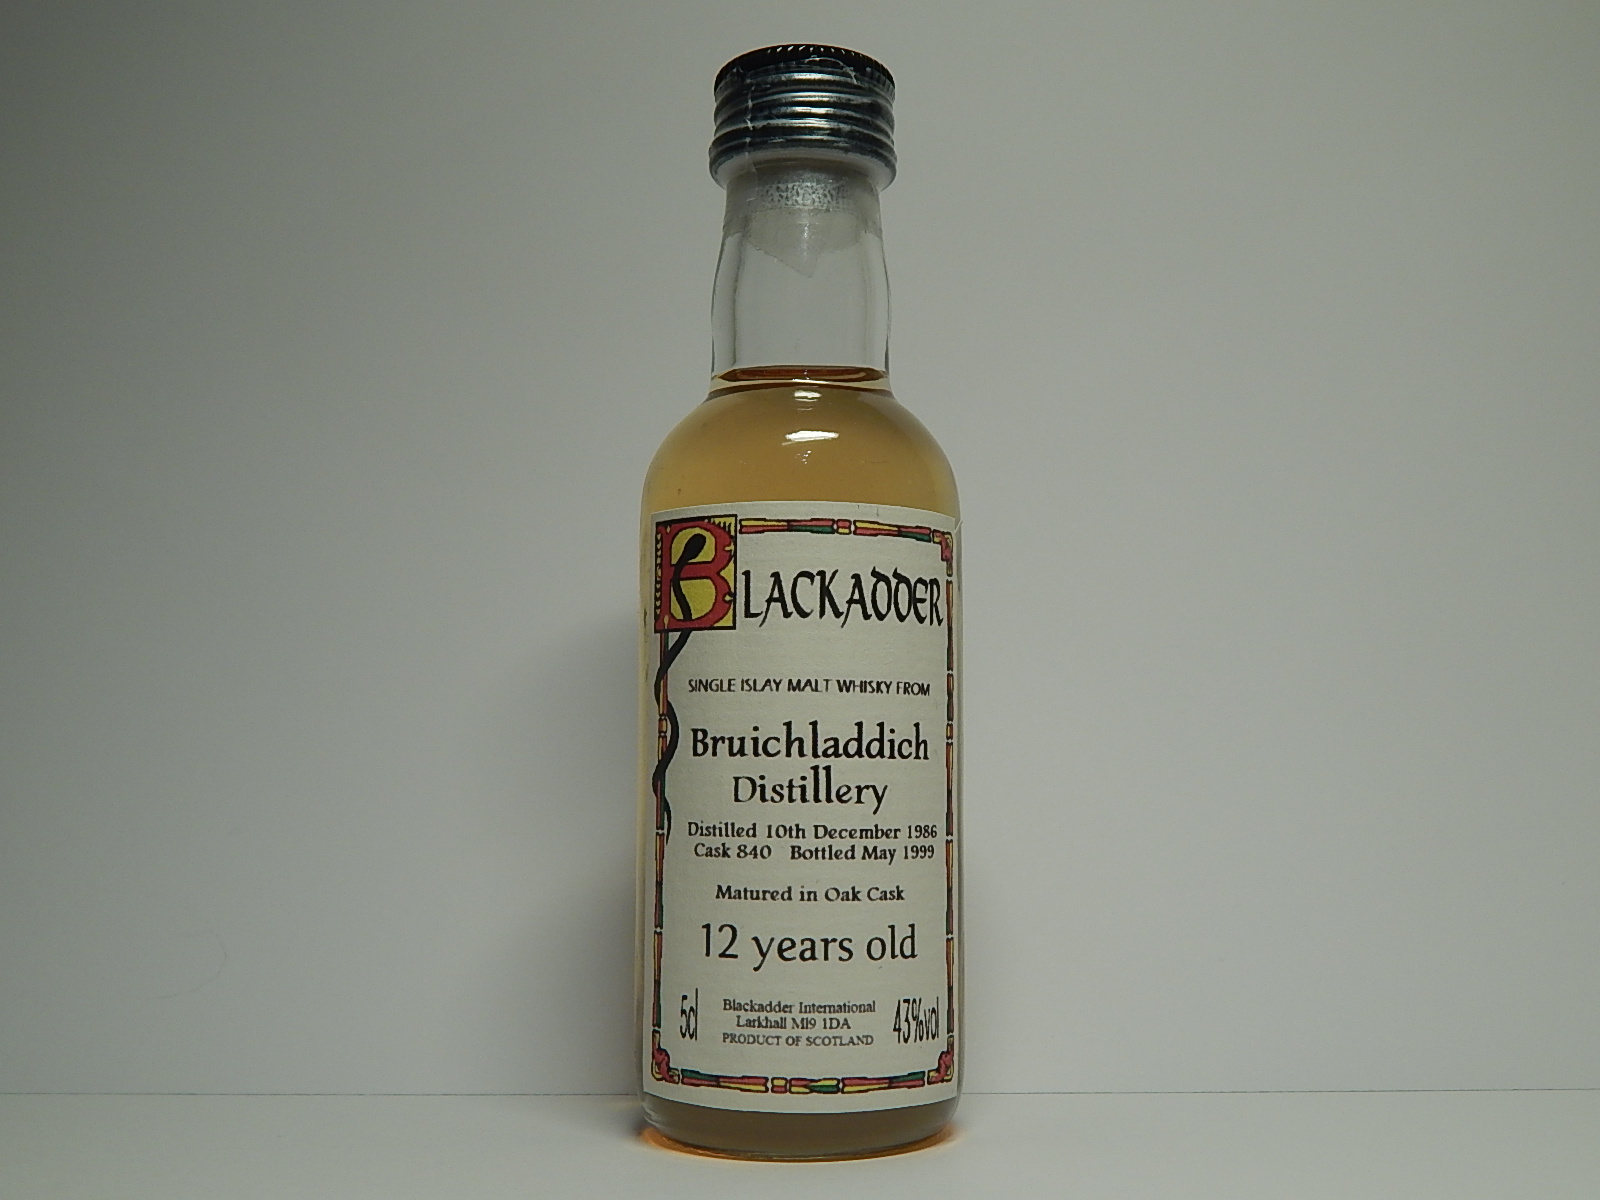 BLACKADDER
SINGLE ISLAY MALT WHISKY FROM
Bruichladdich
Distillery
Distilled 10th December 1986
Cask 840 Bottled May 1999
Matured in Oak Cask
12 years old
5cl Blackadder International 43%vol
Larkhall Ml9 1DA
PRODUCT OF SCOTLAND